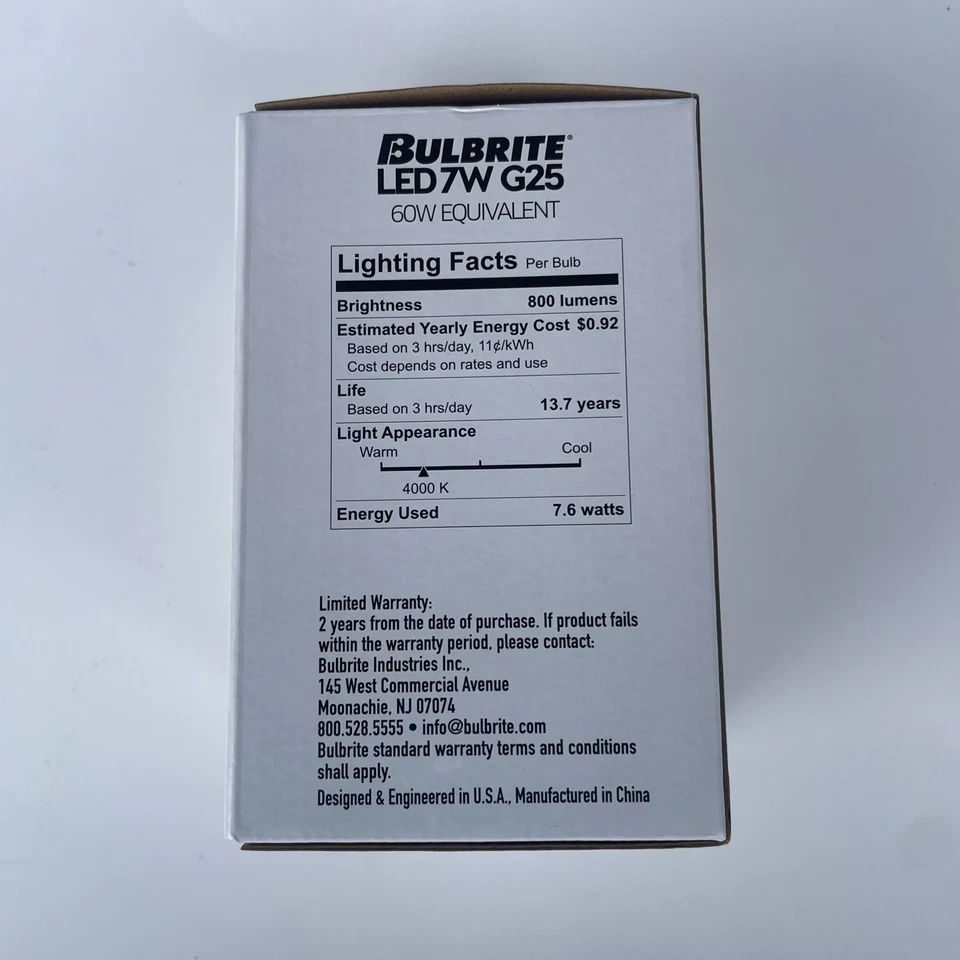 BULBRITE®
LED 7W G25
60W EQUIVALENT
Lighting Facts Per Bulb
Brightness 800 lumens
Estimated Yearly Energy Cost $0.92
Based on 3 hrs/day, 11¢/kWh
Cost depends on rates and use
Life
Based on 3 hrs/day 13.7 years
Light Appearance
Warm Cool
4000 K
Energy Used 7.6 watts
Limited Warranty:
2 years from the date of purchase. If product fails
within the warranty period, please contact:
Bulbrite Industries Inc.,
145 West Commercial Avenue
Moonachie, NJ 07074
800.528.5555 • info@bulbrite.com
Bulbrite standard warranty terms and conditions
shall apply.
Designed & Engineered in U.S.A., Manufactured in China